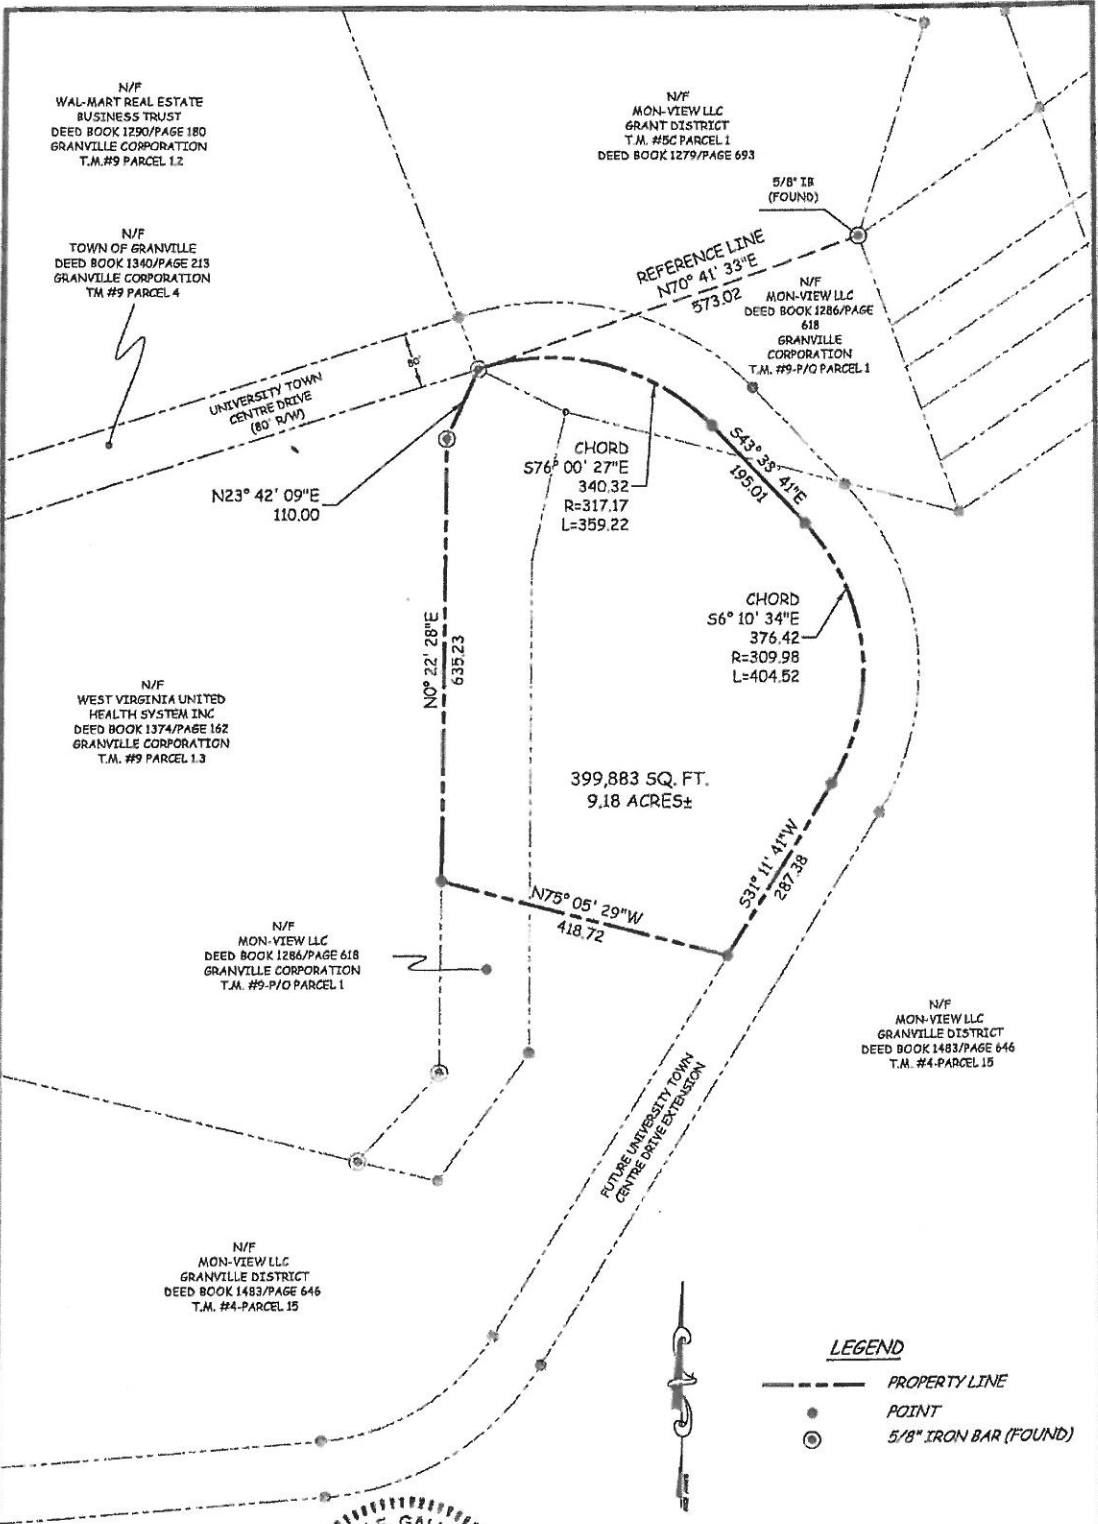 N/F
WAL-MART REAL ESTATE
BUSINESS TRUST
DEED BOOK 1290/PAGE 180
GRANVILLE CORPORATION
T.M.#9 PARCEL 1.2
N/F
MON-VIEW LLC
GRANT DISTRICT
T.M. #5C PARCEL 1
DEED BOOK 1279/PAGE 693
5/8" IB
(FOUND)
N/F
TOWN OF GRANVILLE
DEED BOOK 1340/PAGE 213
GRANVILLE CORPORATION
TM #9 PARCEL 4
REFERENCE LINE
N70° 41' 33"E
573.02
N/F
MON-VIEW LLC
DEED BOOK 1286/PAGE
618
GRANVILLE
CORPORATION
T.M. #9-P/O PARCEL 1
80'
UNIVERSITY TOWN
CENTRE DRIVE
(80' R/W)
N23° 42' 09"E
110.00
CHORD
S76° 00' 27"E
340.32
R=317.17
L=359.22
S43° 33' 41"E
195.01
CHORD
S6° 10' 34"E
376.42
R=309.98
L=404.52
N0° 22' 28"E
635.23
N/F
WEST VIRGINIA UNITED
HEALTH SYSTEM INC
DEED BOOK 1374/PAGE 162
GRANVILLE CORPORATION
T.M. #9 PARCEL 1.3
399,883 SQ. FT.
9.18 ACRES±
S31° 11' 41"W
287.38
N75° 05' 29"W
418.72
N/F
MON-VIEW LLC
DEED BOOK 1286/PAGE 618
GRANVILLE CORPORATION
T.M. #9-P/O PARCEL 1
N/F
MON-VIEW LLC
GRANVILLE DISTRICT
DEED BOOK 1483/PAGE 646
T.M. #4-PARCEL 15
FUTURE UNIVERSITY TOWN
CENTRE DRIVE EXTENSION
N/F
MON-VIEW LLC
GRANVILLE DISTRICT
DEED BOOK 1483/PAGE 646
T.M. #4-PARCEL 15
LEGEND
PROPERTY LINE
POINT
5/8" IRON BAR (FOUND)